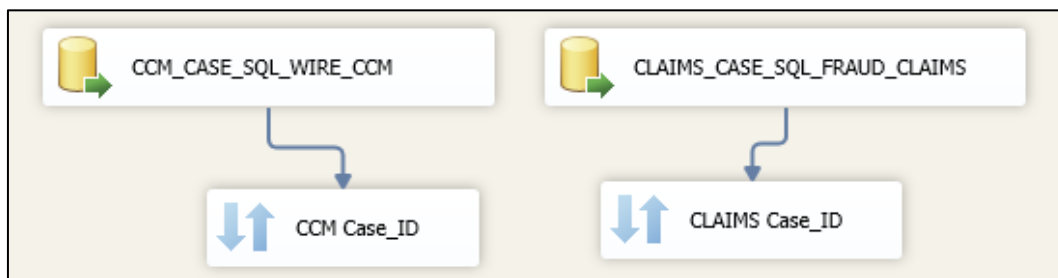 CCM_CASE_SQL_WIRE_CCM
CLAIMS_CASE_SQL_FRAUD_CLAIMS
CCM Case_ID
CLAIMS Case_ID